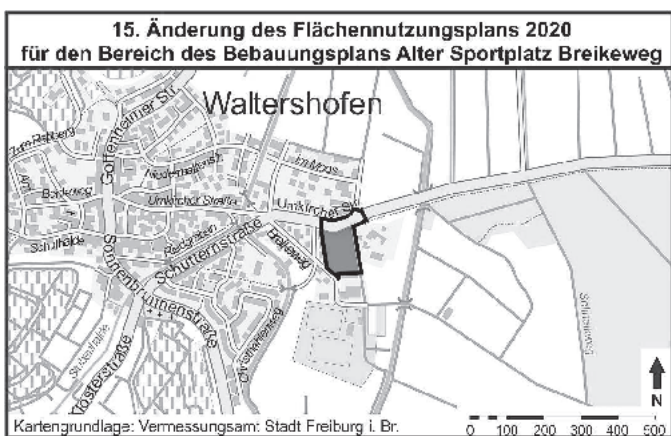 15. Änderung des Flächennutzungsplans 2020
für den Bereich des Bebauungsplans Alter Sportplatz Breikeweg
Waltershofen
Gottenheimer Str.
Im Moos
Umkircher Straße
Umkircher Str.
Schutternstraße
Breikeweg
Schulhalde
Sonnenbrunnenstraße
Klosterstraße
N
Kartengrundlage: Vermessungsamt Stadt Freiburg i. Br.
0 100 200 300 400 500